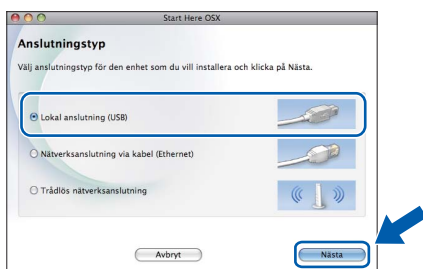 Start Here OSX
Anslutningstyp
Välj anslutningstyp för den enhet som du vill installera och klicka på Nästa.
Lokal anslutning (USB)
Nätverksanslutning via kabel (Ethernet)
Trådlös nätverksanslutning
Avbryt
Nästa